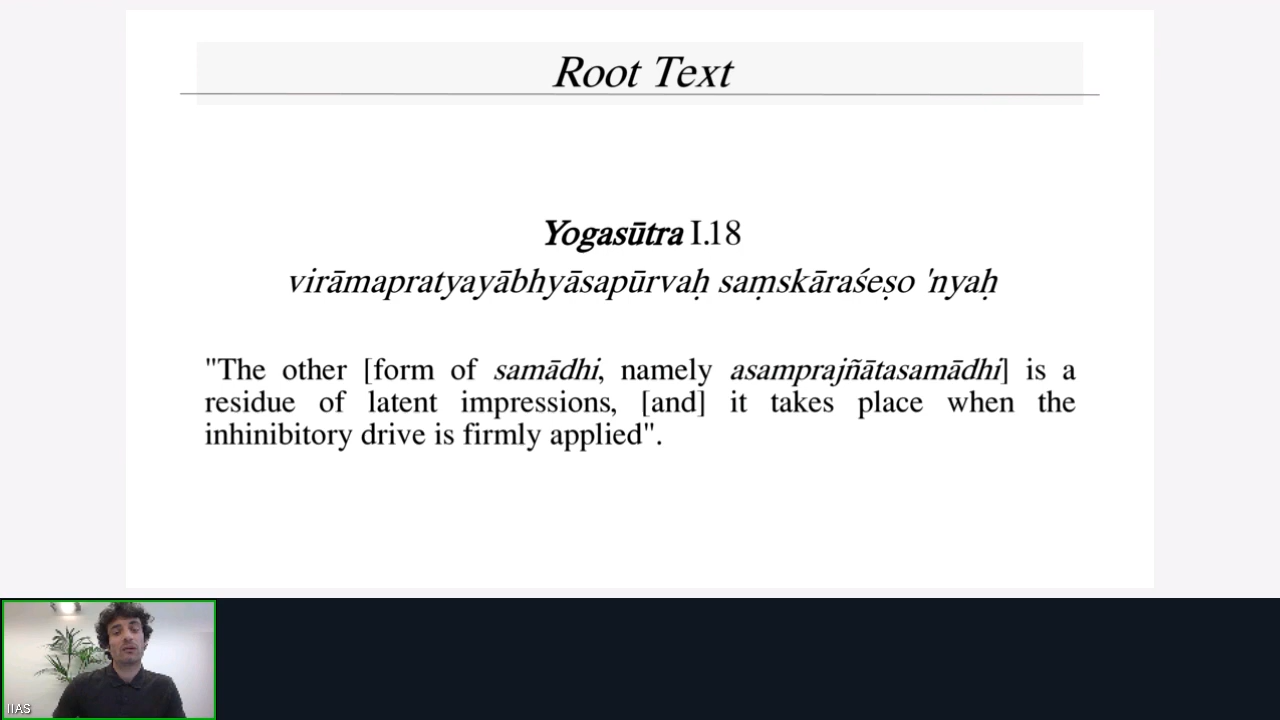 Root Text
Yogasūtra I.18
virāmapratyayābhyāsapūrvaḥ saṃskāraśeṣo 'nyaḥ
"The other [form of samādhi, namely asamprajñātasamādhi] is a
residue of latent impressions, [and] it takes place when the
inhinibitory drive is firmly applied".
IIAS